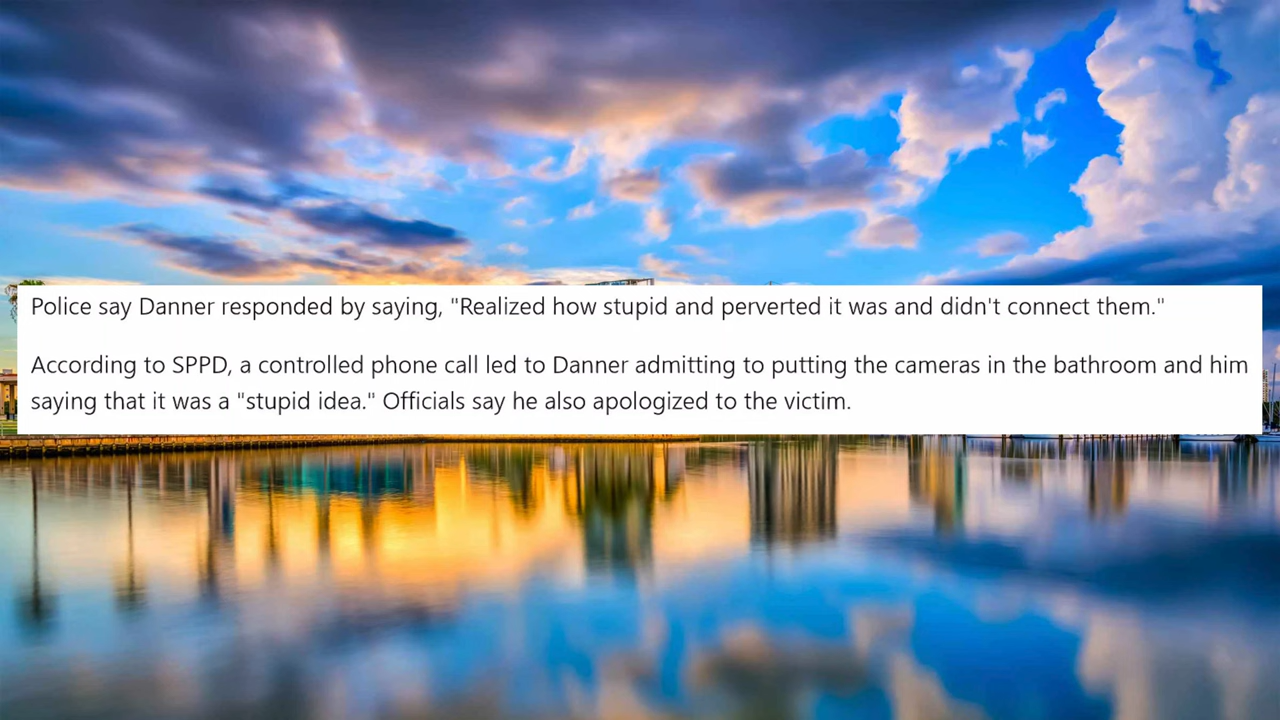 Police say Danner responded by saying, "Realized how stupid and perverted it was and didn't connect them."
According to SPPD, a controlled phone call led to Danner admitting to putting the cameras in the bathroom and him
saying that it was a "stupid idea." Officials say he also apologized to the victim.